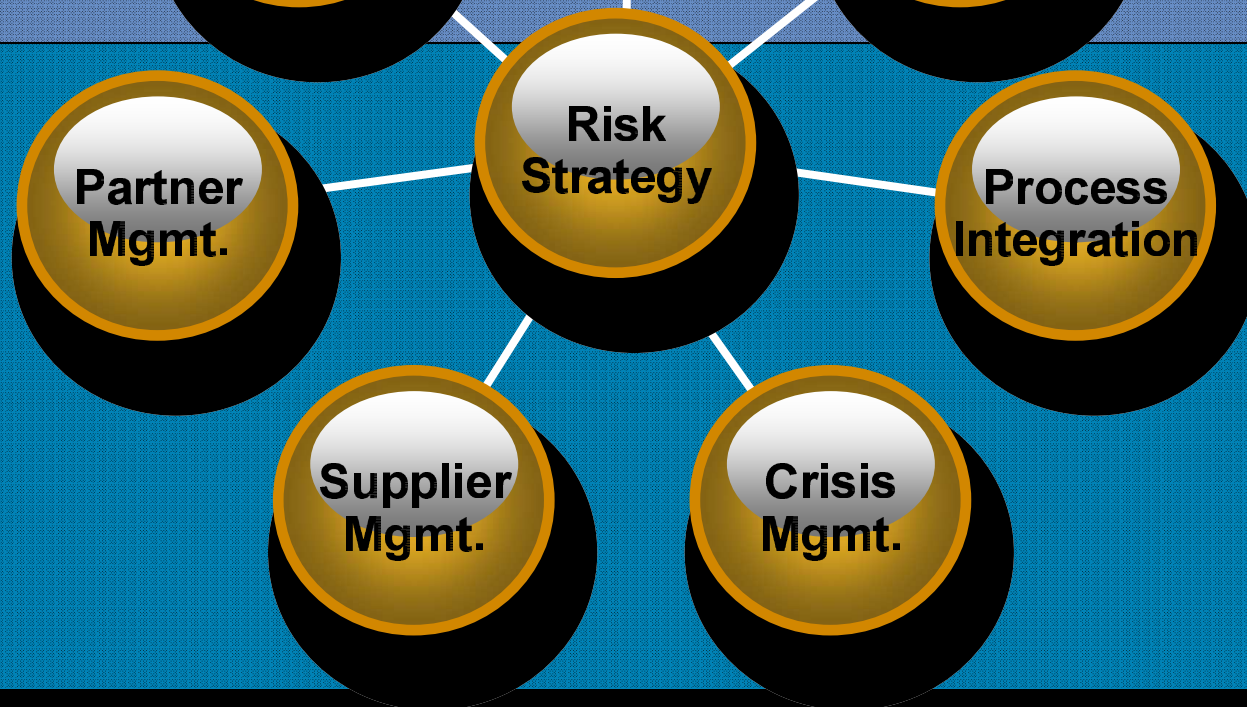 Risk
Strategy
Partner
Mgmt.
Process
Integration
Supplier
Mgmt.
Crisis
Mgmt.